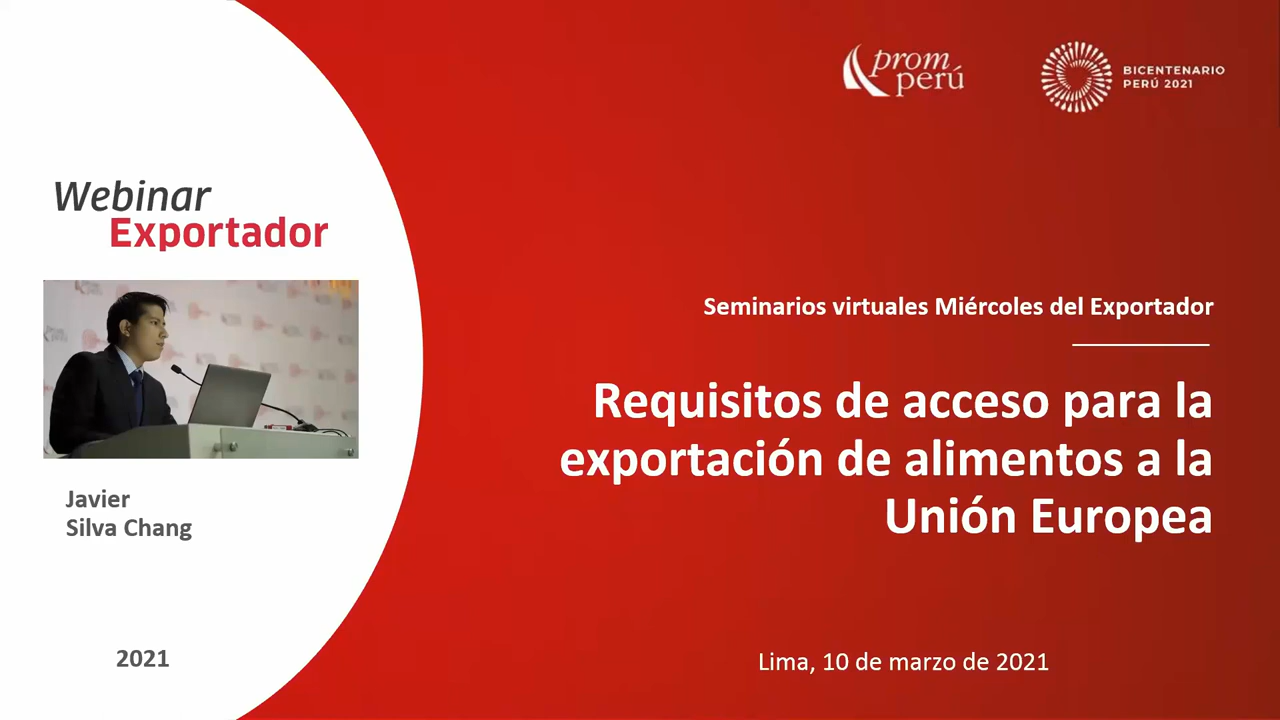 prom
perú
BICENTENARIO
PERÚ 2021
Webinar
Exportador
Javier
Silva Chang
2021
Seminarios virtuales Miércoles del Exportador
Requisitos de acceso para la
exportación de alimentos a la
Unión Europea
Lima, 10 de marzo de 2021